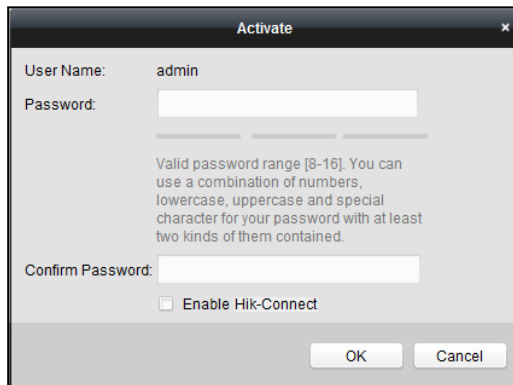 Activate ×
User Name: admin
Password:
Valid password range [8-16]. You can
use a combination of numbers,
lowercase, uppercase and special
character for your password with at least
two kinds of them contained.
Confirm Password:
Enable Hik-Connect
OK Cancel